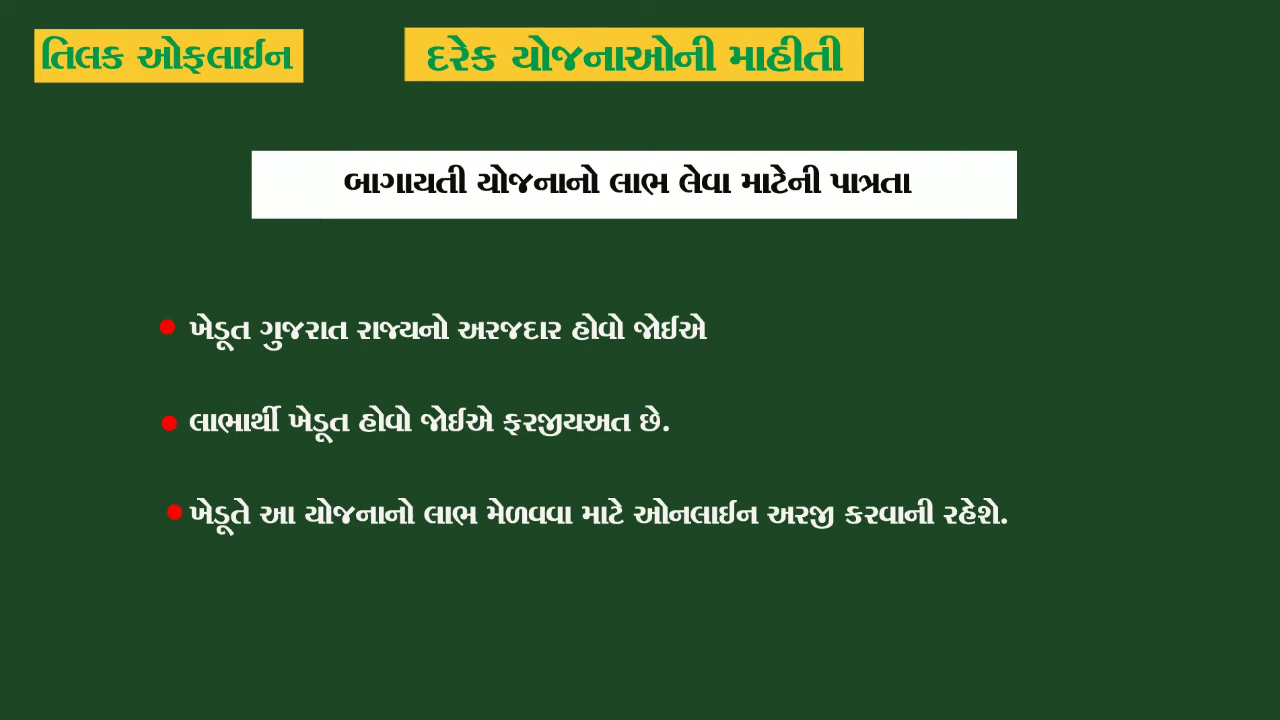 તિલક ઓફલાઈન
દરેક યોજનાઓની માહીતી
બાગાયતી યોજનાનો લાભ લેવા માટેની પાત્રતા
ખેડૂત ગુજરાત રાજ્યનો અરજદાર હોવો જોઈએ
લાભાર્થી ખેડૂત હોવો જોઈએ ફરજીયઅત છે.
ખેડૂતે આ યોજનાનો લાભ મેળવવા માટે ઓનલાઈન અરજી કરવાની રહેશે.